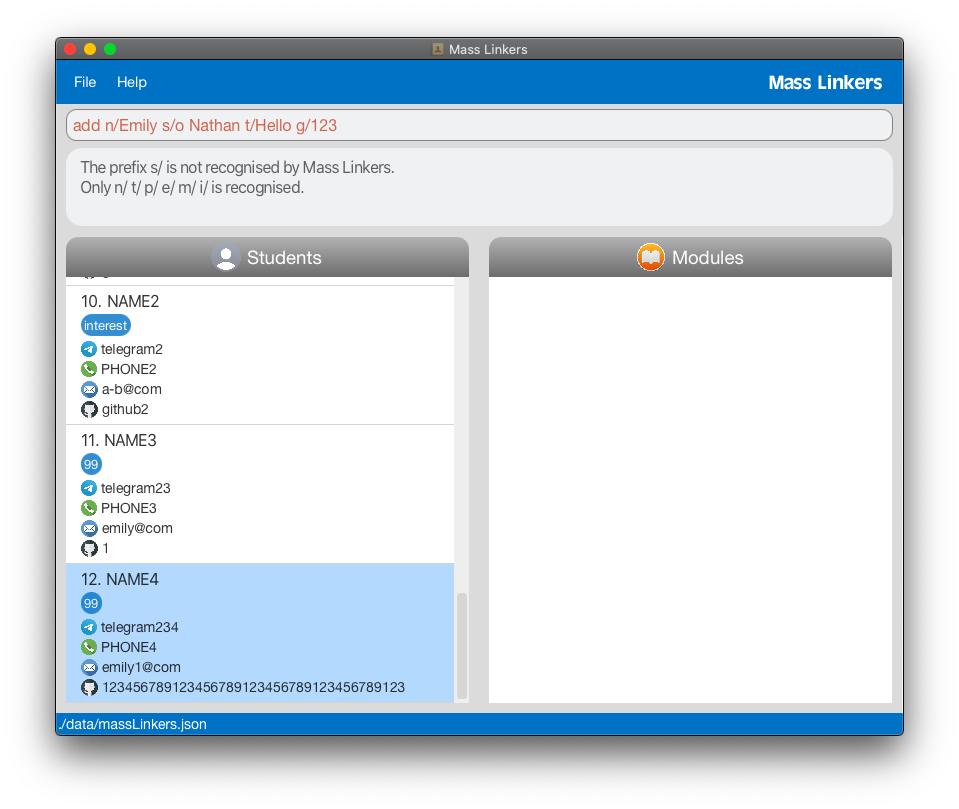 Mass Linkers
File Help
Mass Linkers
add n/Emily s/o Nathan t/Hello g/123
The prefix s/ is not recognised by Mass Linkers.
Only n/ t/ p/ e/ m/ i/ is recognised.
Students
Modules
10. NAME2
interest
telegram2
PHONE2
a-b@com
github2
11. NAME3
99
telegram23
PHONE3
emily@com
1
12. NAME4
99
telegram234
PHONE4
emily1@com
123456789123456789123456789123456789123
./data/massLinkers.json